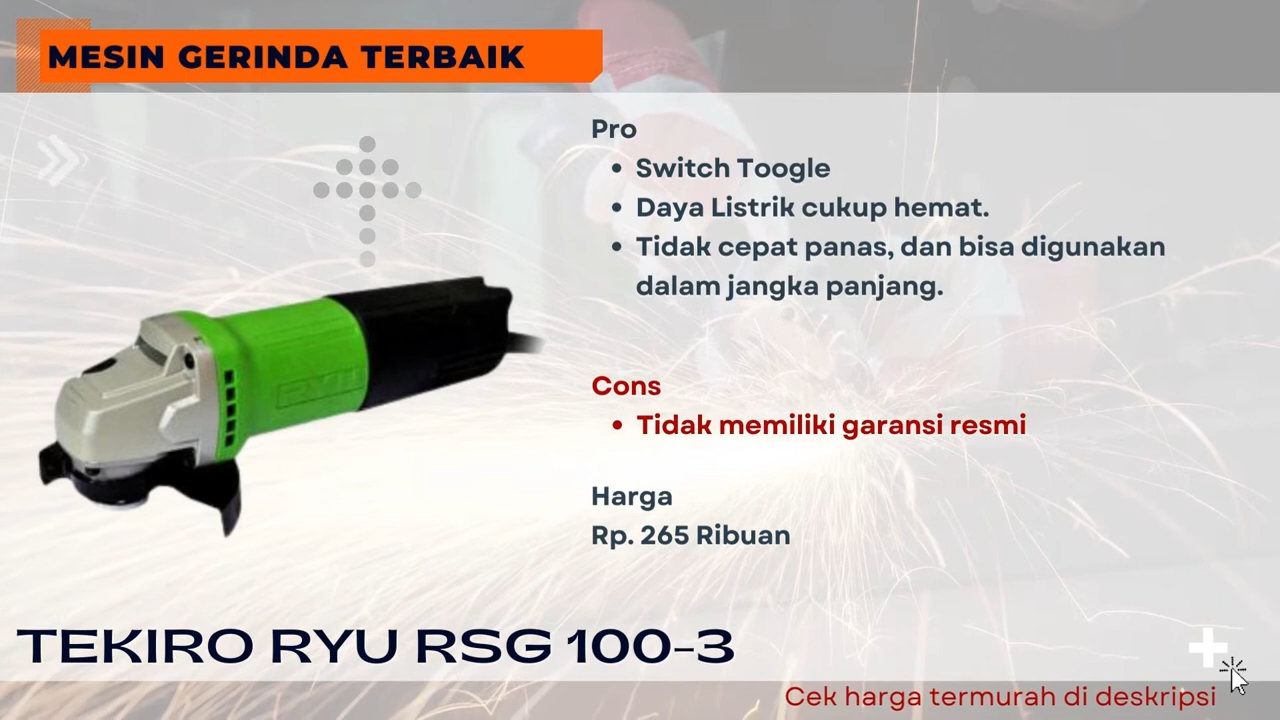 MESIN GERINDA TERBAIK
Pro
• Switch Toogle
• Daya Listrik cukup hemat.
• Tidak cepat panas, dan bisa digunakan
dalam jangka panjang.
Cons
• Tidak memiliki garansi resmi
Harga
Rp. 265 Ribuan
RYU
TEKIRO RYU RSG 100-3
Cek harga termurah di deskripsi